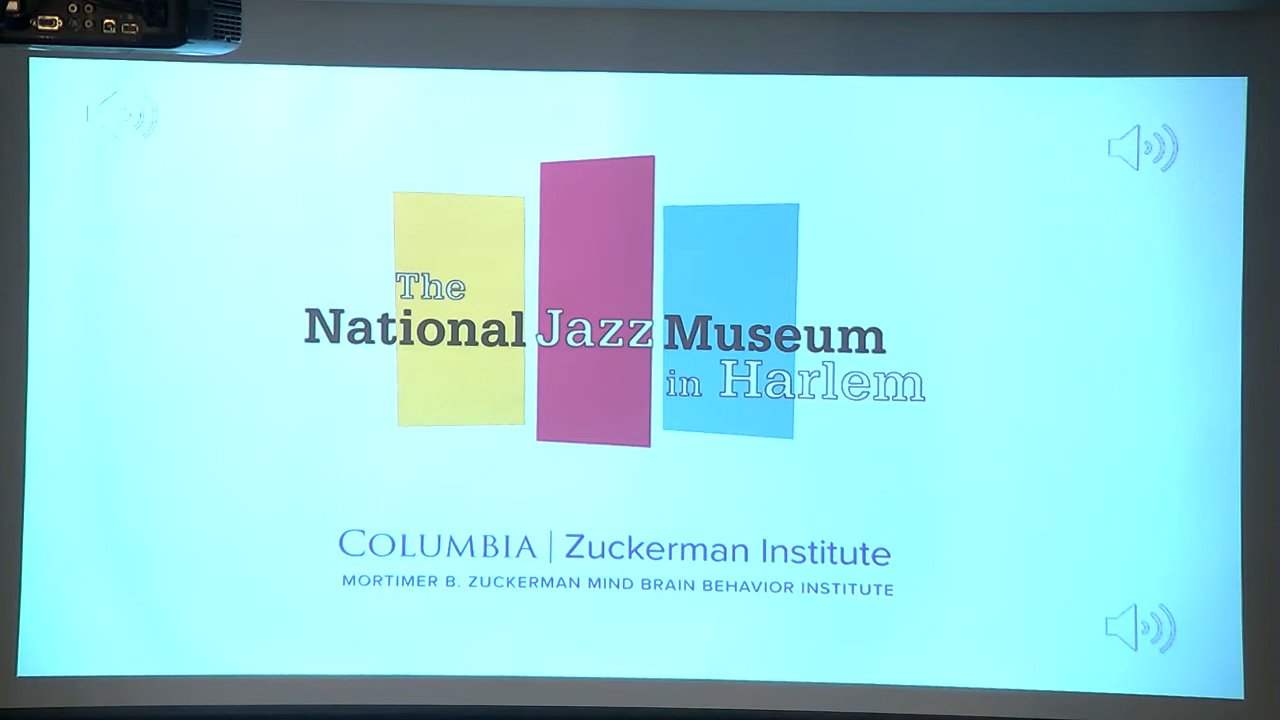 The
National Jazz Museum
in Harlem
COLUMBIA | Zuckerman Institute
MORTIMER B. ZUCKERMAN MIND BRAIN BEHAVIOR INSTITUTE